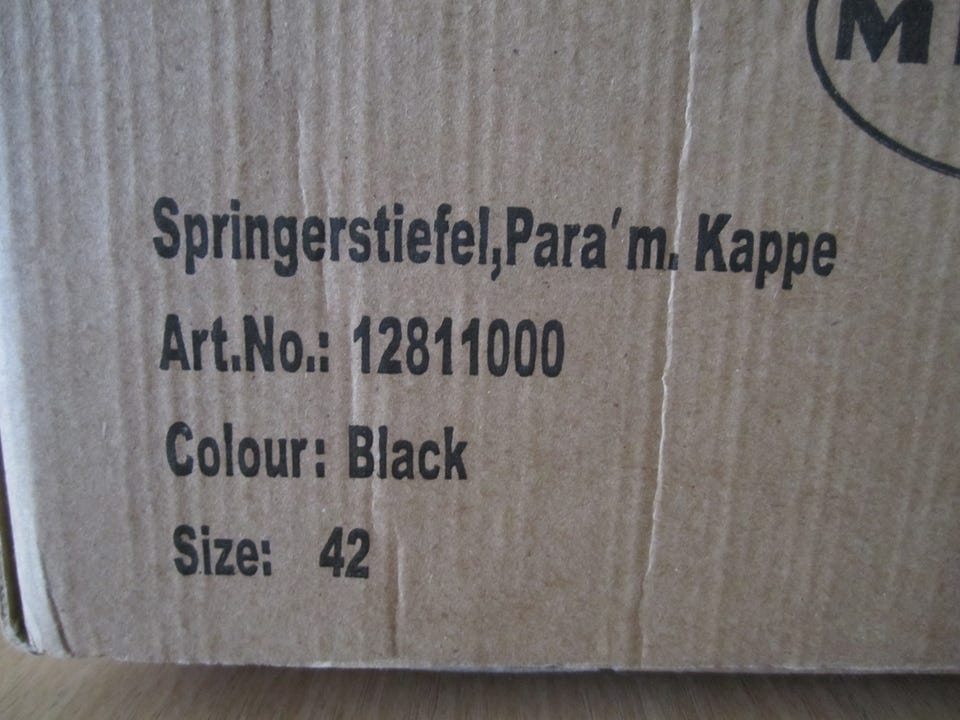 Springerstiefel,Para'm. Kappe
Art.No.: 12811000
Colour: Black
Size: 42